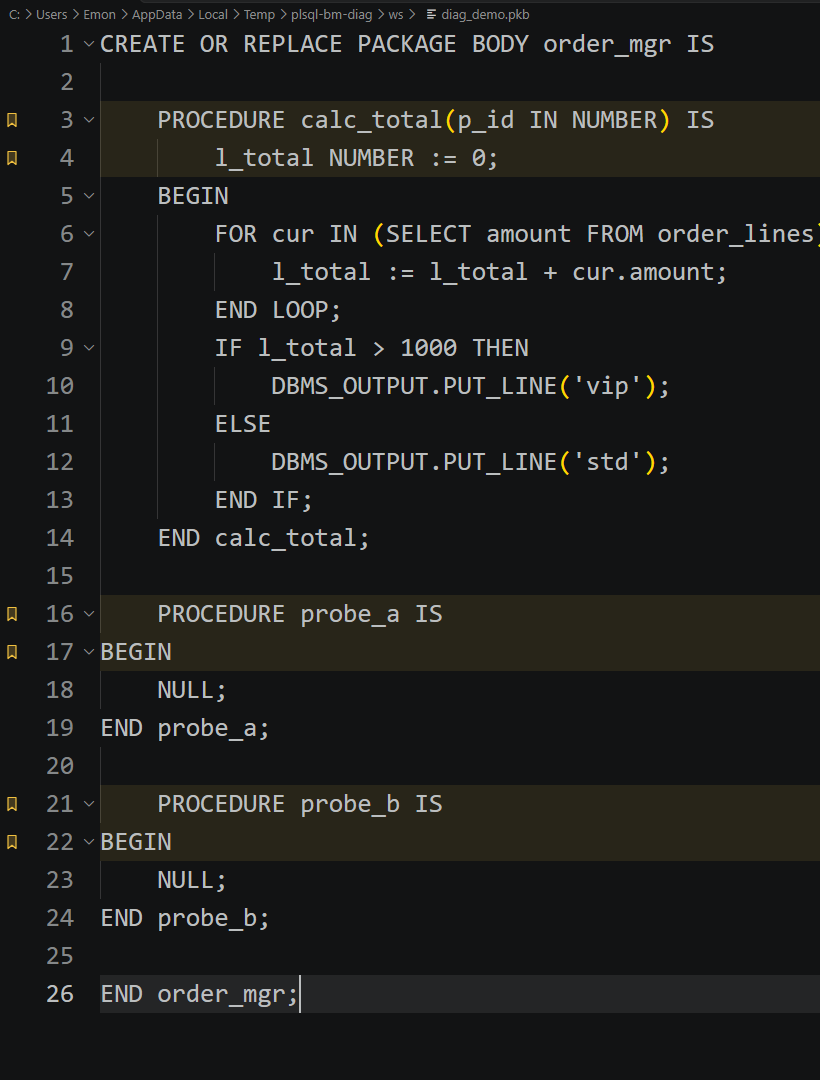 C: > Users > Emon > AppData > Local > Temp > plsql-bm-diag > ws > diag_demo.pkb
1 CREATE OR REPLACE PACKAGE BODY order_mgr IS
2
3     PROCEDURE calc_total(p_id IN NUMBER) IS
4         l_total NUMBER := 0;
5     BEGIN
6         FOR cur IN (SELECT amount FROM order_lines)
7             l_total := l_total + cur.amount;
8         END LOOP;
9         IF l_total > 1000 THEN
10             DBMS_OUTPUT.PUT_LINE('vip');
11         ELSE
12             DBMS_OUTPUT.PUT_LINE('std');
13         END IF;
14     END calc_total;
15
16     PROCEDURE probe_a IS
17 BEGIN
18     NULL;
19 END probe_a;
20
21     PROCEDURE probe_b IS
22 BEGIN
23     NULL;
24 END probe_b;
25
26 END order_mgr;